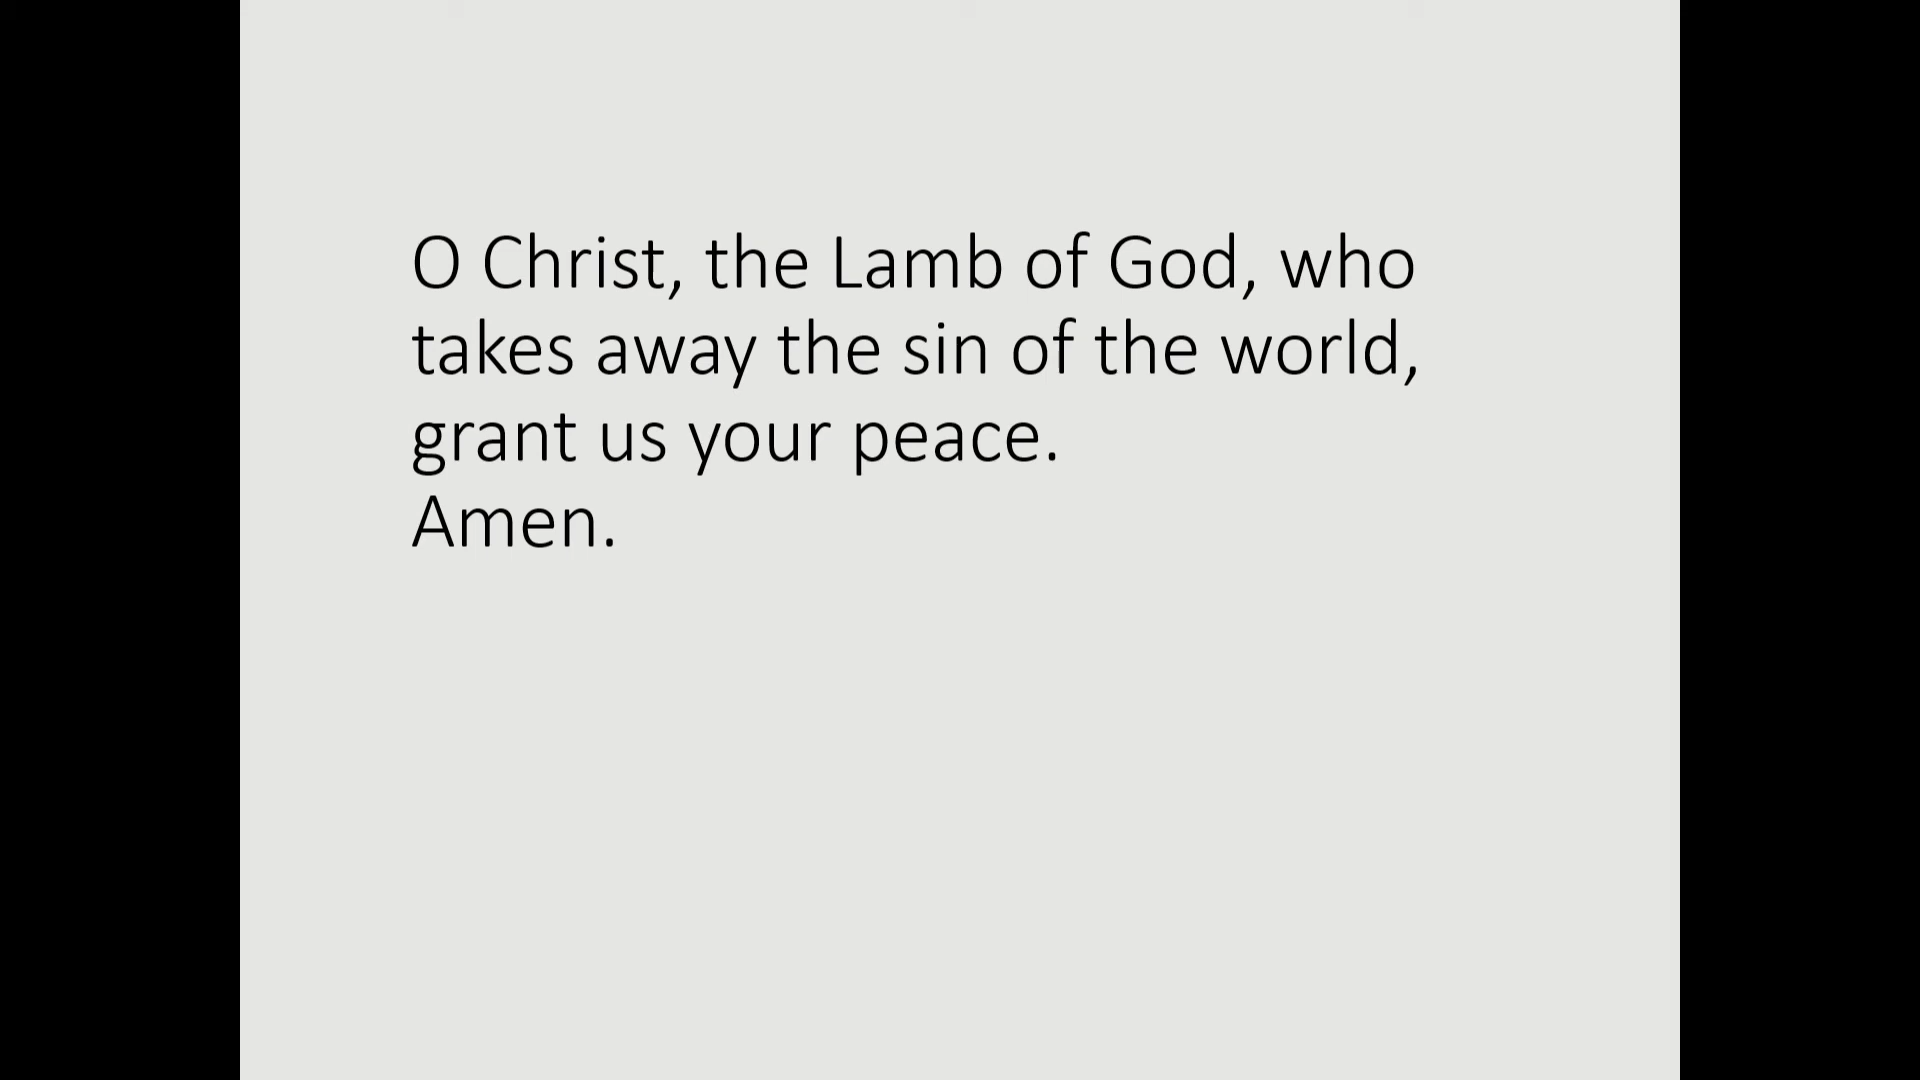 O Christ, the Lamb of God, who
takes away the sin of the world,
grant us your peace.
Amen.